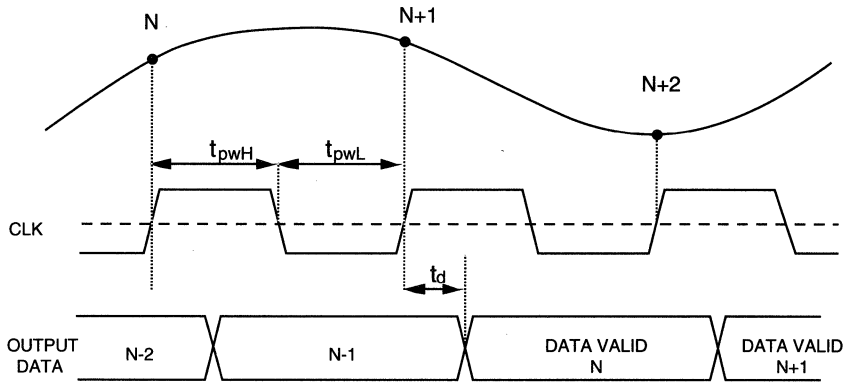 N
N+1
N+2
tpwH
tpwL
CLK
td
OUTPUT
DATA
N-2
N-1
DATA VALID
N
DATA VALID
N+1